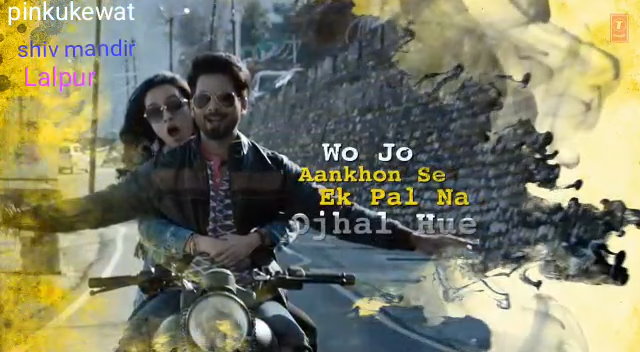 pinkukewat
shiv mandir
Lalpur
T
Wo Jo
Aankhon Se
Ek Pal Na
Ojhal Hue